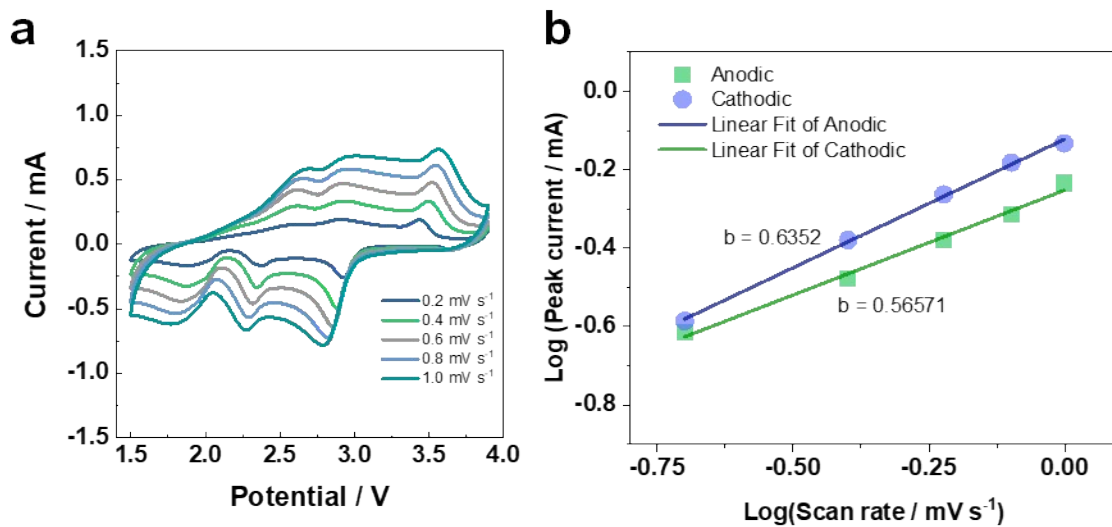 a
1.5
1.0
0.5
0.0
-0.5
-1.0
-1.5
Current / mA
0.2 mV s⁻¹
0.4 mV s⁻¹
0.6 mV s⁻¹
0.8 mV s⁻¹
1.0 mV s⁻¹
1.5 2.0 2.5 3.0 3.5 4.0
Potential / V
b
Anodic
Cathodic
Linear Fit of Anodic
Linear Fit of Cathodic
0.0
-0.2
-0.4
-0.6
-0.8
Log (Peak current / mA)
b = 0.6352
b = 0.56571
-0.75 -0.50 -0.25 0.00
Log(Scan rate / mV s⁻¹)